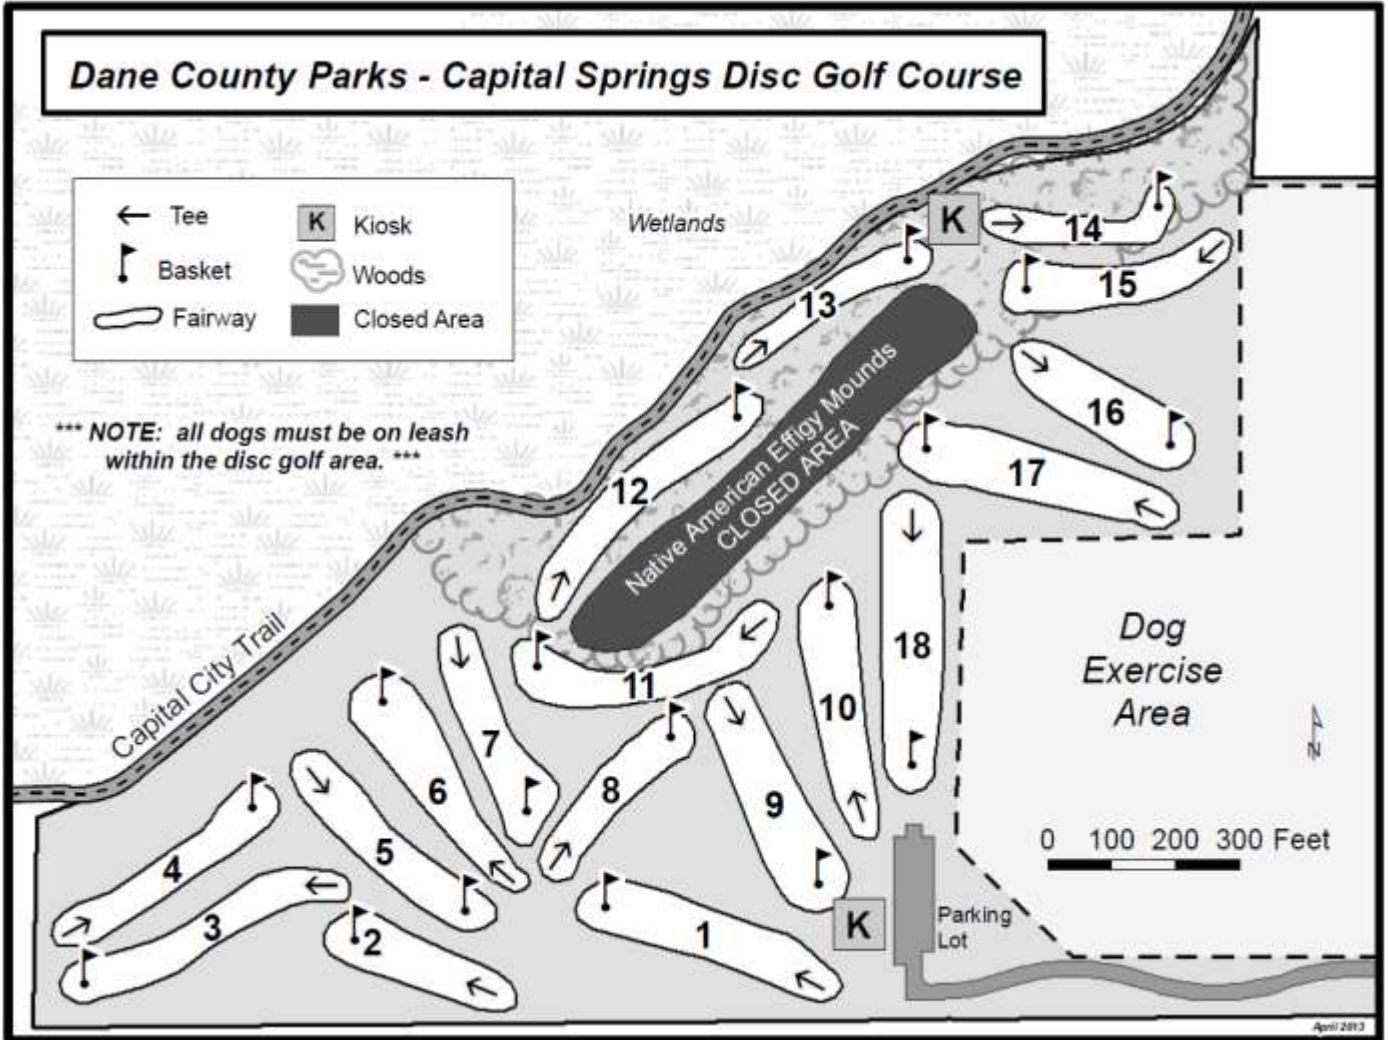 Dane County Parks - Capital Springs Disc Golf Course
Tee
Basket
Fairway
K
Kiosk
Woods
Closed Area
*** NOTE: all dogs must be on leash
within the disc golf area. ***
Wetlands
Capital City Trail
Native American Effigy Mounds
CLOSED AREA
K
14
15
13
16
12
17
18
11
10
7
6
8
9
5
4
3
2
1
K
Parking
Lot
Dog
Exercise
Area
N
0 100 200 300 Feet
April 2013